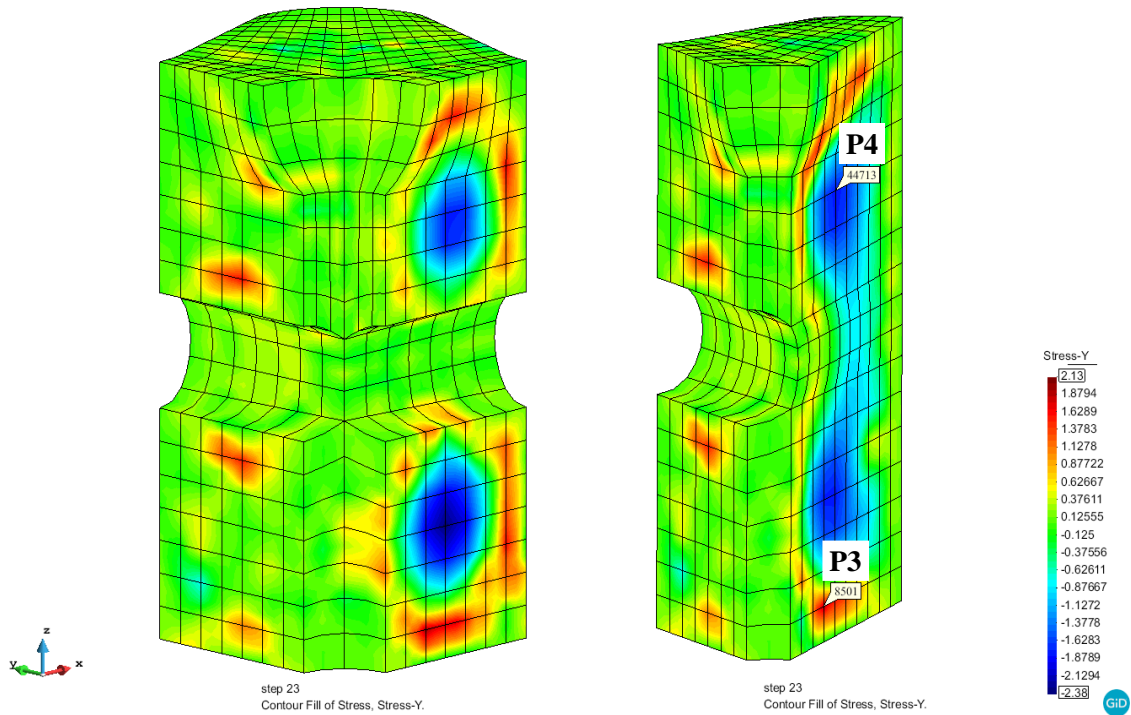 P4
44713
P3
8501
Stress-Y
2.13
1.8794
1.6289
1.3783
1.1278
0.87722
0.62667
0.37611
0.12555
-0.125
-0.37556
-0.62611
-0.87667
-1.1272
-1.3778
-1.6283
-1.8789
-2.1294
-2.38
z
y
x
step 23
Contour Fill of Stress, Stress-Y.
step 23
Contour Fill of Stress, Stress-Y.
GiD